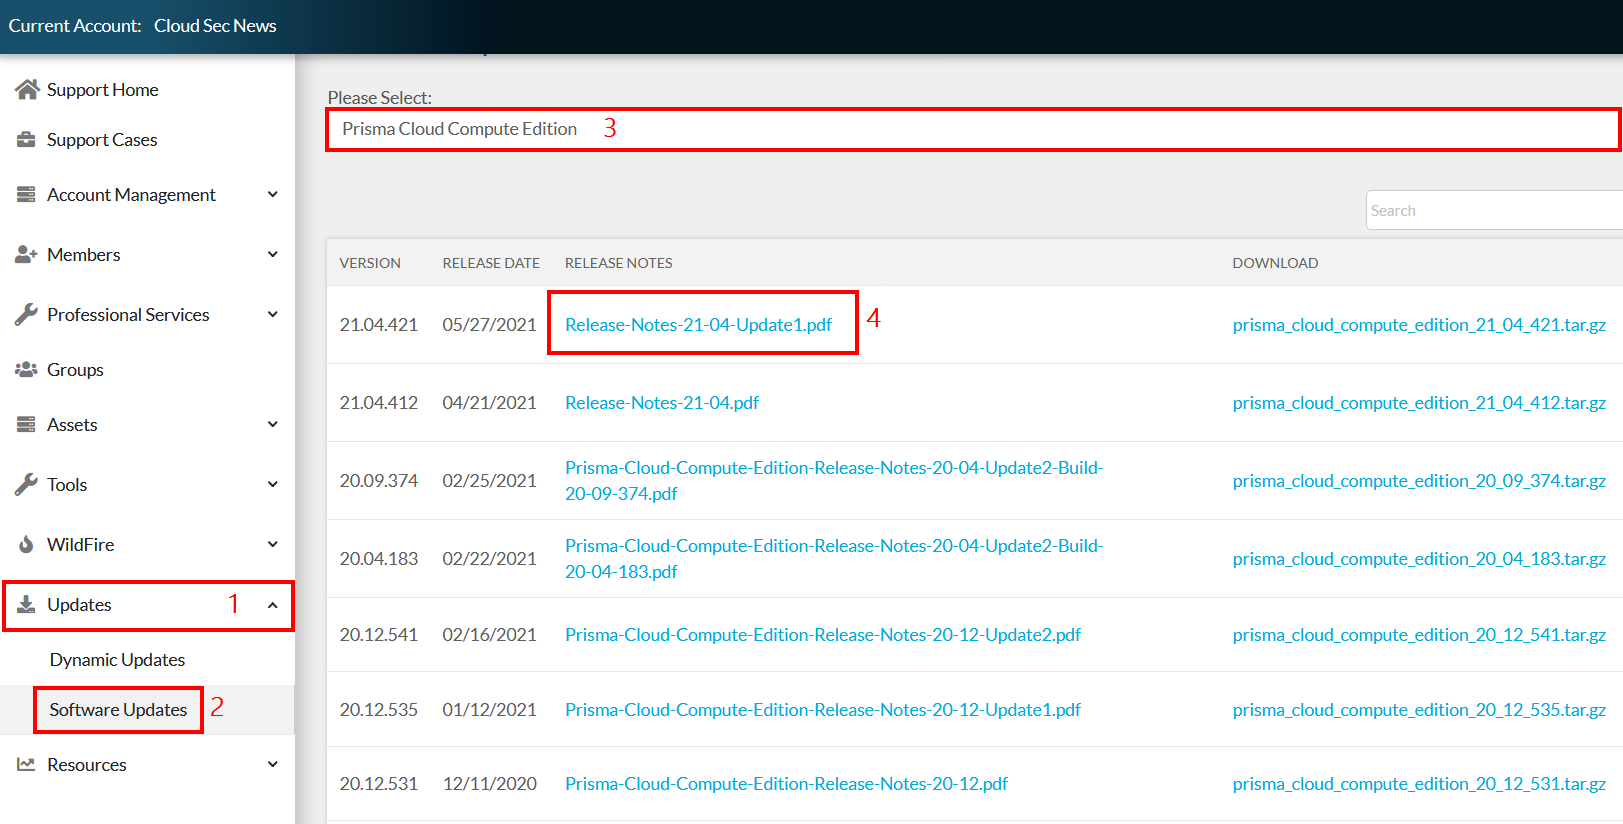 Current Account: Cloud Sec News
Support Home
Support Cases
Account Management
Members
Professional Services
Groups
Assets
Tools
WildFire
Updates 1
Dynamic Updates
Software Updates 2
Resources
Please Select:
Prisma Cloud Compute Edition 3
Search
VERSION RELEASE DATE RELEASE NOTES DOWNLOAD
21.04.421 05/27/2021 Release-Notes-21-04-Update1.pdf 4 prisma_cloud_compute_edition_21_04_421.tar.gz
21.04.412 04/21/2021 Release-Notes-21-04.pdf prisma_cloud_compute_edition_21_04_412.tar.gz
20.09.374 02/25/2021 Prisma-Cloud-Compute-Edition-Release-Notes-20-04-Update2-Build- prisma_cloud_compute_edition_20_09_374.tar.gz
20-09-374.pdf
20.04.183 02/22/2021 Prisma-Cloud-Compute-Edition-Release-Notes-20-04-Update2-Build- prisma_cloud_compute_edition_20_04_183.tar.gz
20-04-183.pdf
20.12.541 02/16/2021 Prisma-Cloud-Compute-Edition-Release-Notes-20-12-Update2.pdf prisma_cloud_compute_edition_20_12_541.tar.gz
20.12.535 01/12/2021 Prisma-Cloud-Compute-Edition-Release-Notes-20-12-Update1.pdf prisma_cloud_compute_edition_20_12_535.tar.gz
20.12.531 12/11/2020 Prisma-Cloud-Compute-Edition-Release-Notes-20-12.pdf prisma_cloud_compute_edition_20_12_531.tar.gz